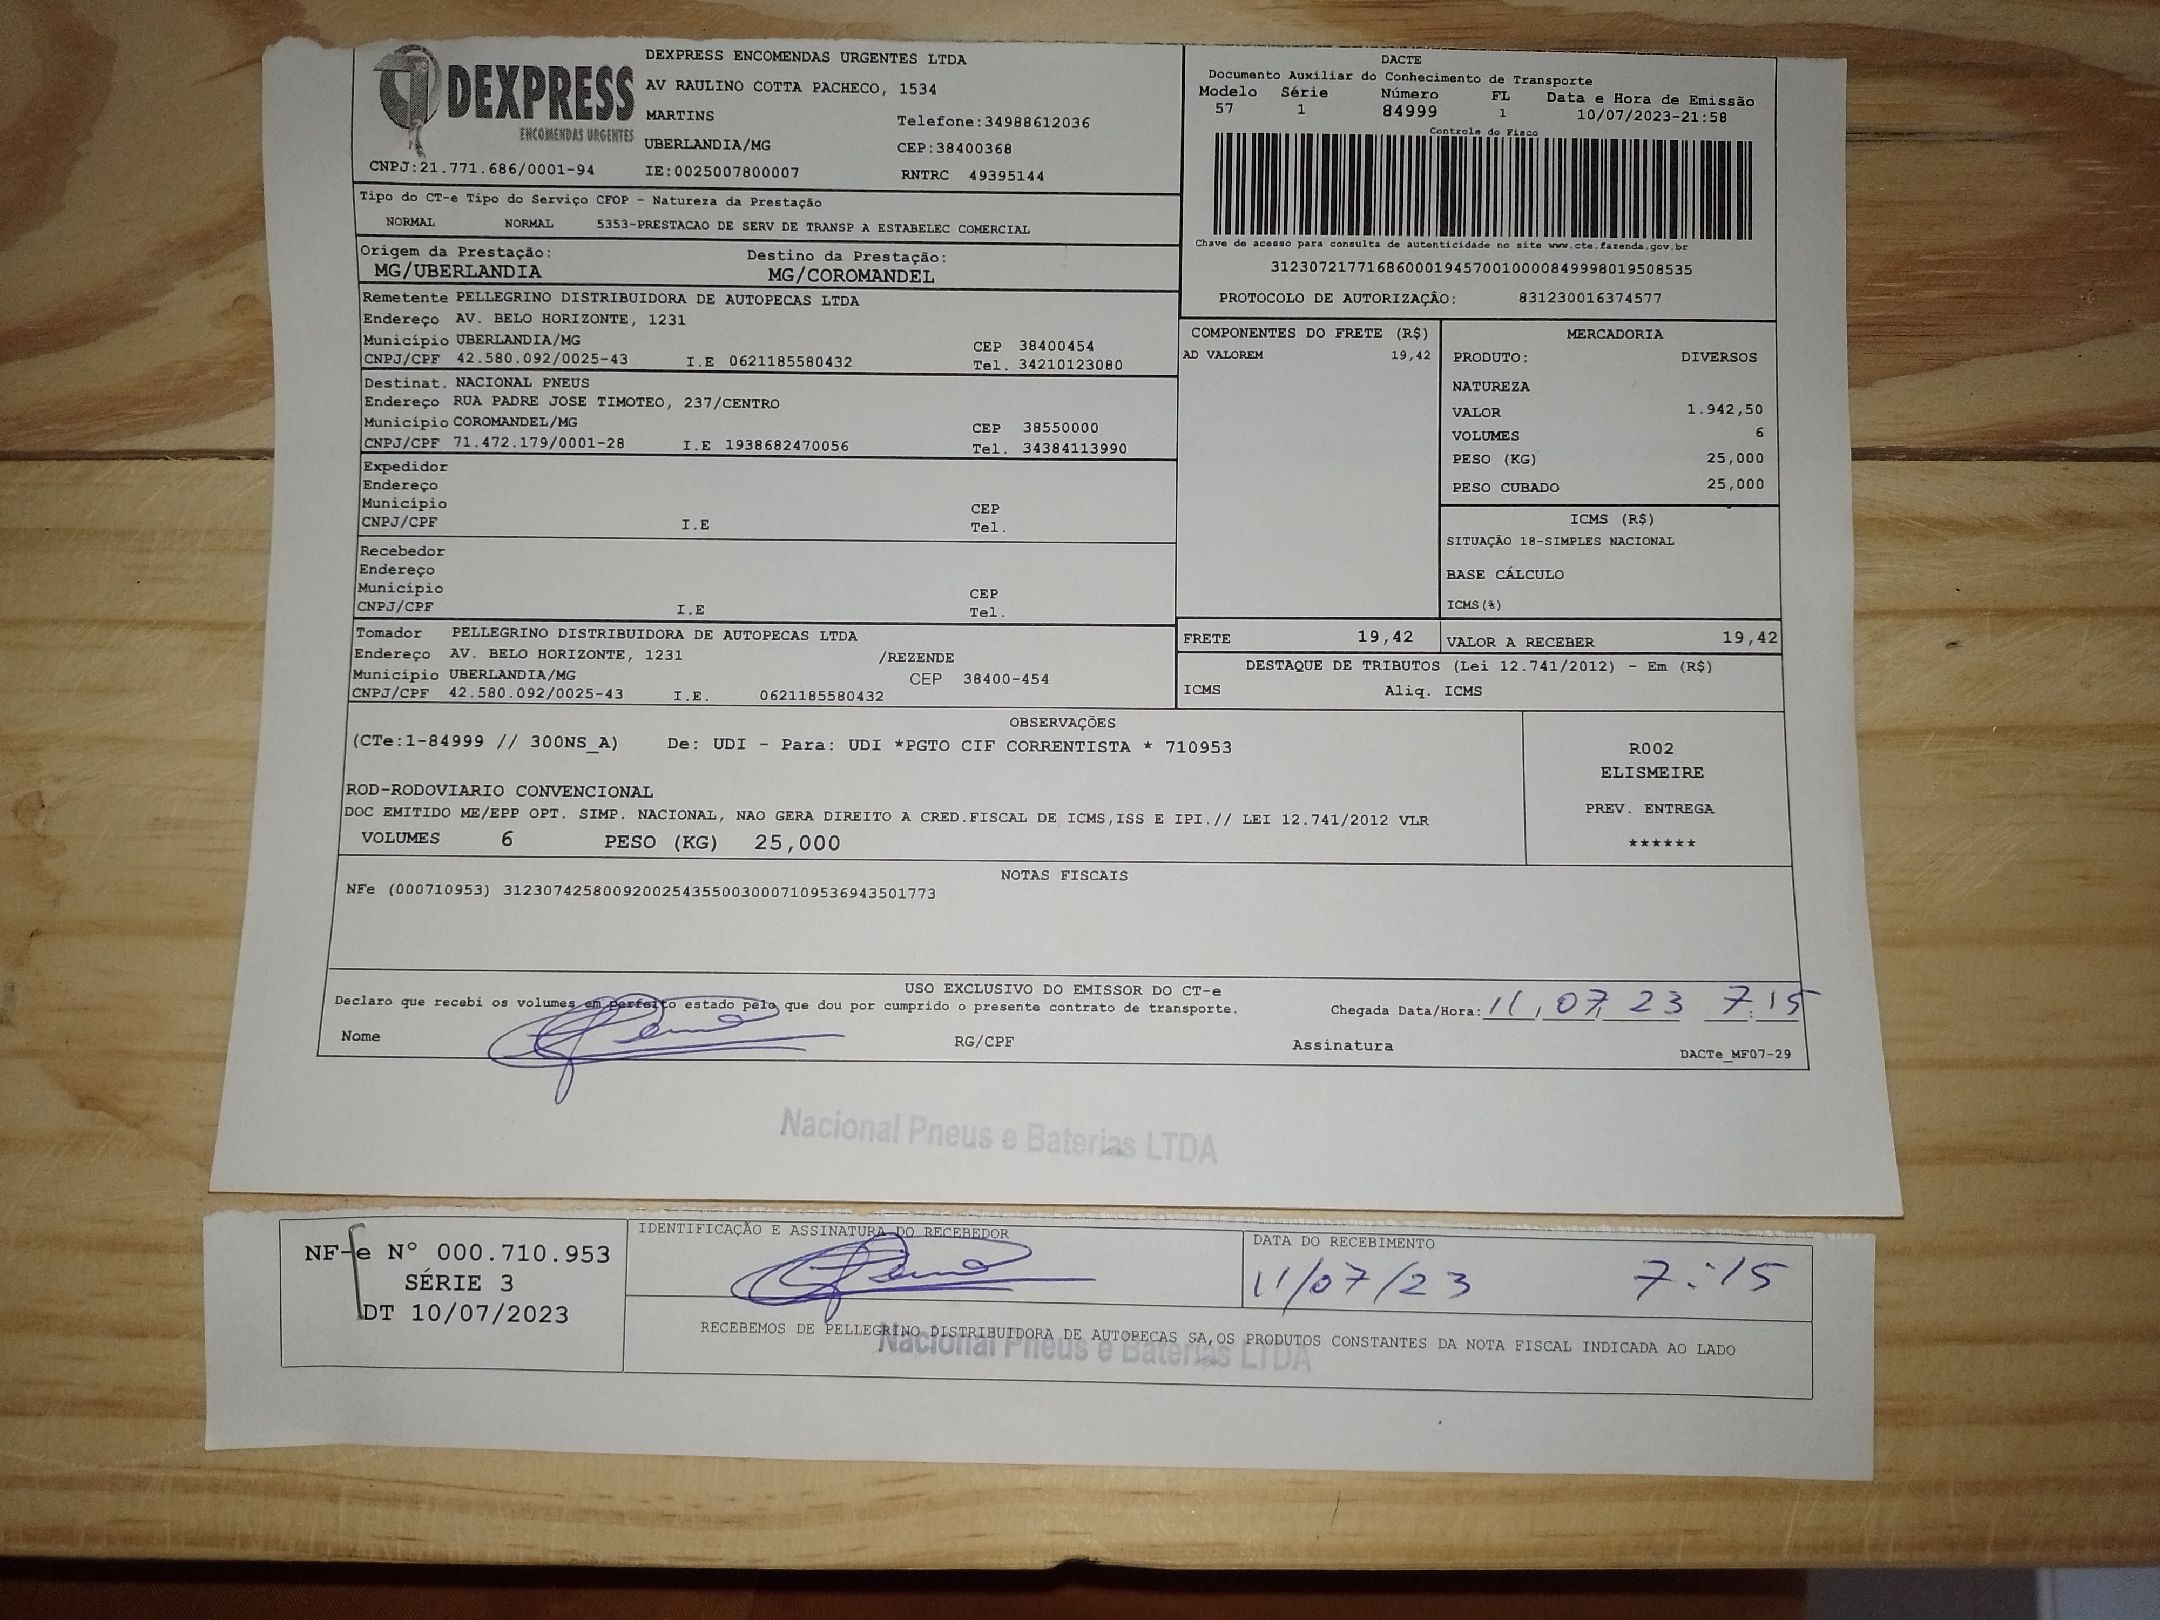 DEXPRESS
ENCOMENDAS URGENTES
CNPJ:21.771.686/0001-94
DEXPRESS ENCOMENDAS URGENTES LTDA
AV RAULINO COTTA PACHECO, 1534
MARTINS Telefone:34988612036
UBERLANDIA/MG CEP:38400368
IE:0025007800007 RNTRC 49395144
DACTE
Documento Auxiliar do Conhecimento de Transporte
Modelo Série Número FL Data e Hora de Emissão
57 1 84999 1 10/07/2023-21:58
Controle do Fisco
Chave de acesso para consulta de autenticidade no site www.cte.fazenda.gov.br
31230721771686000194570010000849998019508535
PROTOCOLO DE AUTORIZAÇÂO: 831230016374577
Tipo do CT-e Tipo do Serviço CFOP - Natureza da Prestação
NORMAL NORMAL 5353-PRESTACAO DE SERV DE TRANSP A ESTABELEC COMERCIAL
Origem da Prestação: Destino da Prestação:
MG/UBERLANDIA MG/COROMANDEL
Remetente PELLEGRINO DISTRIBUIDORA DE AUTOPECAS LTDA
Endereço AV. BELO HORIZONTE, 1231
Município UBERLANDIA/MG CEP 38400454
CNPJ/CPF 42.580.092/0025-43 I.E 0621185580432 Tel. 34210123080
Destinat. NACIONAL PNEUS
Endereço RUA PADRE JOSE TIMOTEO, 237/CENTRO
Município COROMANDEL/MG CEP 38550000
CNPJ/CPF 71.472.179/0001-28 I.E 1938682470056 Tel. 34384113990
Expedidor
Endereço
Município CEP
CNPJ/CPF I.E Tel.
Recebedor
Endereço
Município CEP
CNPJ/CPF I.E Tel.
Tomador PELLEGRINO DISTRIBUIDORA DE AUTOPECAS LTDA
Endereço AV. BELO HORIZONTE, 1231 /REZENDE
Município UBERLANDIA/MG CEP 38400-454
CNPJ/CPF 42.580.092/0025-43 I.E. 0621185580432
COMPONENTES DO FRETE (R$)
AD VALOREM 19,42
MERCADORIA
PRODUTO: DIVERSOS
NATUREZA
VALOR 1.942,50
VOLUMES 6
PESO (KG) 25,000
PESO CUBADO 25,000
ICMS (R$)
SITUAÇÃO 18-SIMPLES NACIONAL
BASE CÁLCULO
ICMS(%)
FRETE 19,42 VALOR A RECEBER 19,42
DESTAQUE DE TRIBUTOS (Lei 12.741/2012) - Em (R$)
ICMS Aliq. ICMS
OBSERVAÇÕES
(CTe:1-84999 // 300NS_A) De: UDI - Para: UDI *PGTO CIF CORRENTISTA * 710953
ROD-RODOVIARIO CONVENCIONAL
DOC EMITIDO ME/EPP OPT. SIMP. NACIONAL, NAO GERA DIREITO A CRED.FISCAL DE ICMS,ISS E IPI.// LEI 12.741/2012 VLR
VOLUMES 6 PESO (KG) 25,000
R002
ELISMEIRE
PREV. ENTREGA
******
NOTAS FISCAIS
NFe (000710953) 31230742580092002543550030007109536943501773
USO EXCLUSIVO DO EMISSOR DO CT-e
Declaro que recebi os volumes em perfeito estado pelo que dou por cumprido o presente contrato de transporte. Chegada Data/Hora: 11, 07, 23 7:15
Nome RG/CPF Assinatura
DACTe_MF07-29
Nacional Pneus e Baterias LTDA
NF-e N° 000.710.953
SÉRIE 3
DT 10/07/2023
IDENTIFICAÇÃO E ASSINATURA DO RECEBEDOR
DATA DO RECEBIMENTO
11/07/23 7:15
RECEBEMOS DE PELLEGRINO DISTRIBUIDORA DE AUTOPECAS SA,OS PRODUTOS CONSTANTES DA NOTA FISCAL INDICADA AO LADO
Nacional Pneus e Baterias LTDA